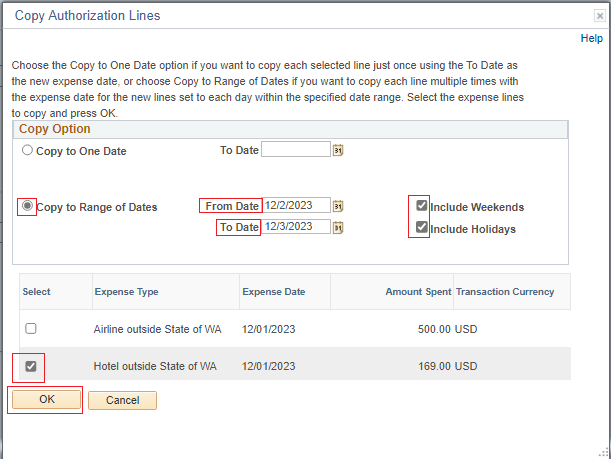 Copy Authorization Lines
Help
Choose the Copy to One Date option if you want to copy each selected line just once using the To Date as
the new expense date, or choose Copy to Range of Dates if you want to copy each line multiple times with
the expense date for the new lines set to each day within the specified date range. Select the expense lines
to copy and press OK.
Copy Option
Copy to One Date To Date
Copy to Range of Dates From Date 12/2/2023 Include Weekends
To Date 12/3/2023 Include Holidays
Select Expense Type Expense Date Amount Spent Transaction Currency
Airline outside State of WA 12/01/2023 500.00 USD
Hotel outside State of WA 12/01/2023 169.00 USD
OK Cancel